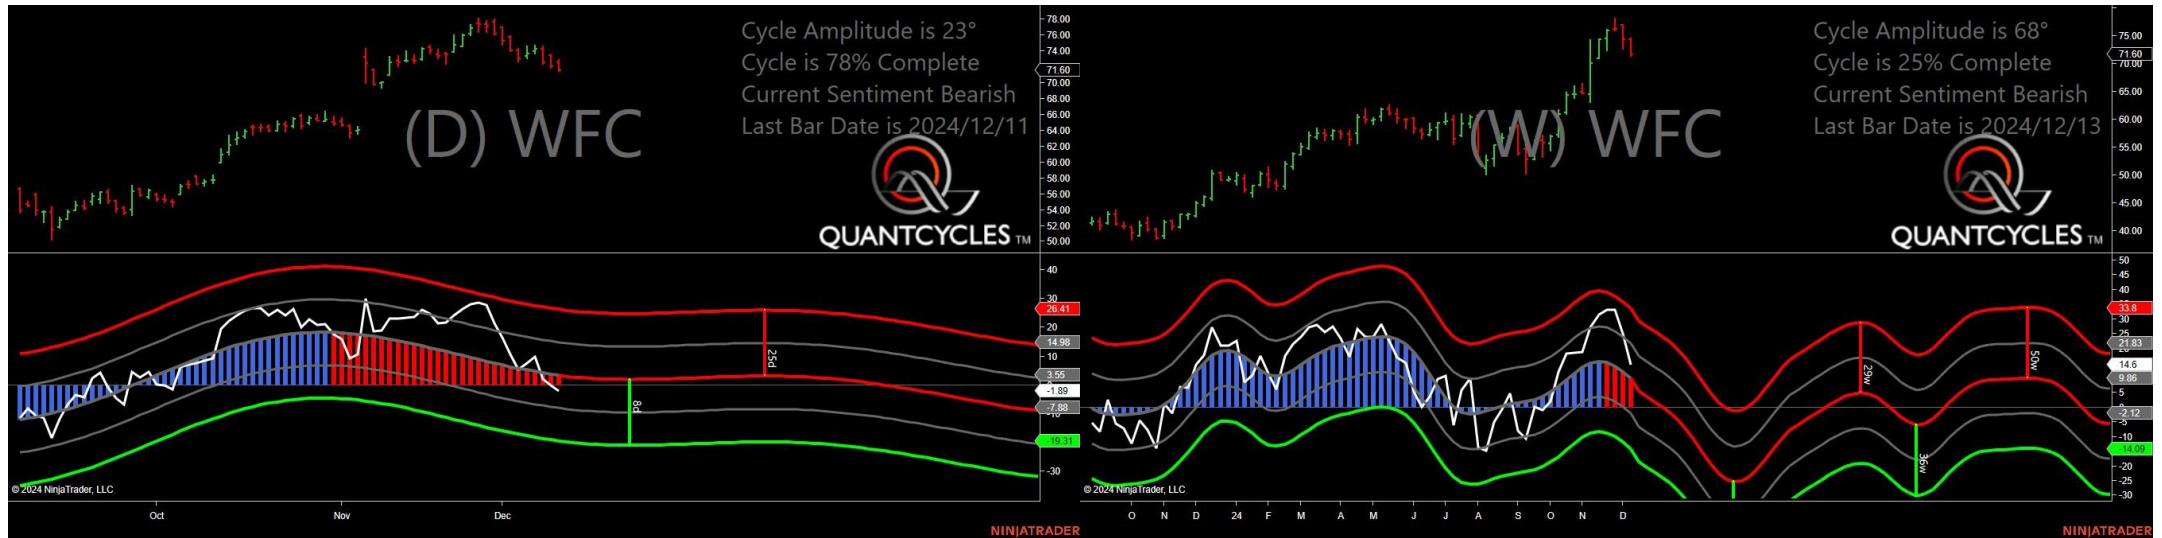 Cycle Amplitude is 23°
Cycle is 78% Complete
Current Sentiment Bearish
Last Bar Date is 2024/12/11
(D) WFC
QUANTCYCLES TM
78.00
76.00
74.00
71.60
70.00
68.00
66.00
64.00
62.00
60.00
58.00
56.00
54.00
52.00
50.00
40
30
26.41
20
14.98
10
3.55
-1.89
-7.88
-19.31
-30
25d
8d
© 2024 NinjaTrader, LLC
Oct Nov Dec
NINJATRADER
Cycle Amplitude is 68°
Cycle is 25% Complete
Current Sentiment Bearish
Last Bar Date is 2024/12/13
(W) WFC
QUANTCYCLES TM
75.00
71.60
70.00
65.00
60.00
55.00
50.00
45.00
40.00
50
45
40
33.8
30
25
21.83
14.6
9.86
5
-2.12
-5
-10
-14.09
-20
-25
-30
29w
50w
36w
© 2024 NinjaTrader, LLC
O N D 24 F M A M J J A S O N D
NINJATRADER